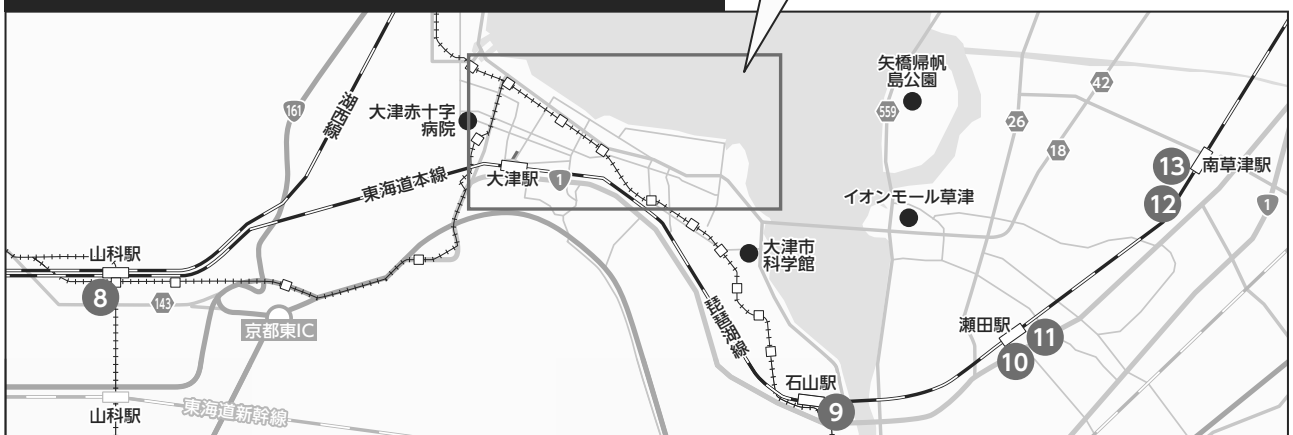 161
湖西線
大津赤十字
病院
矢橋帰帆
島公園
559
42
26
18
13
南草津駅
12
1
東海道本線
大津駅
1
イオンモール草津
大津市
科学館
山科駅
8
143
京都東IC
琵琶湖線
瀬田駅
11
10
石山駅
9
山科駅
東海道新幹線